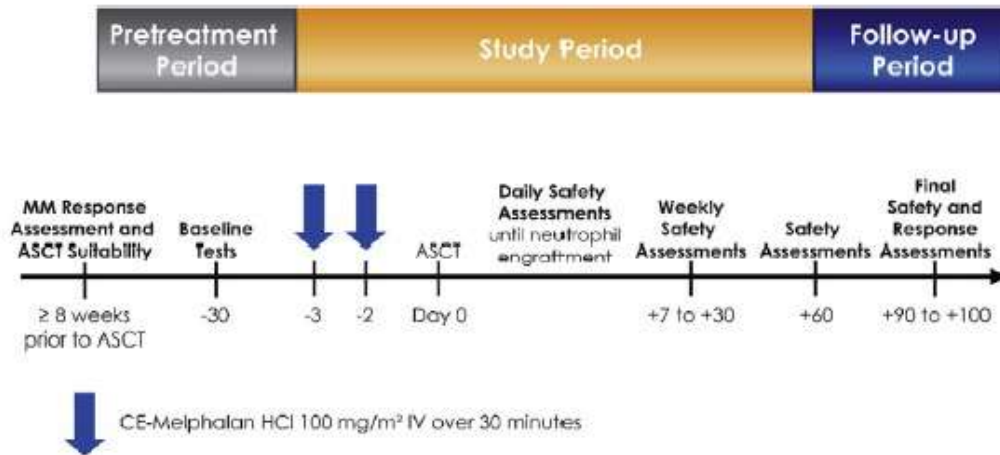 Pretreatment
Period
Study Period
Follow-up
Period
MM Response
Assessment and
ASCT Suitability
Baseline
Tests
ASCT
Daily Safety
Assessments
until neutrophil
engraftment
Weekly
Safety
Assessments
Safety
Assessments
Final
Safety and
Response
Assessments
≥ 8 weeks
prior to ASCT
-30
-3
-2
Day 0
+7 to +30
+60
+90 to +100
CE-Melphalan HCl 100 mg/m² IV over 30 minutes